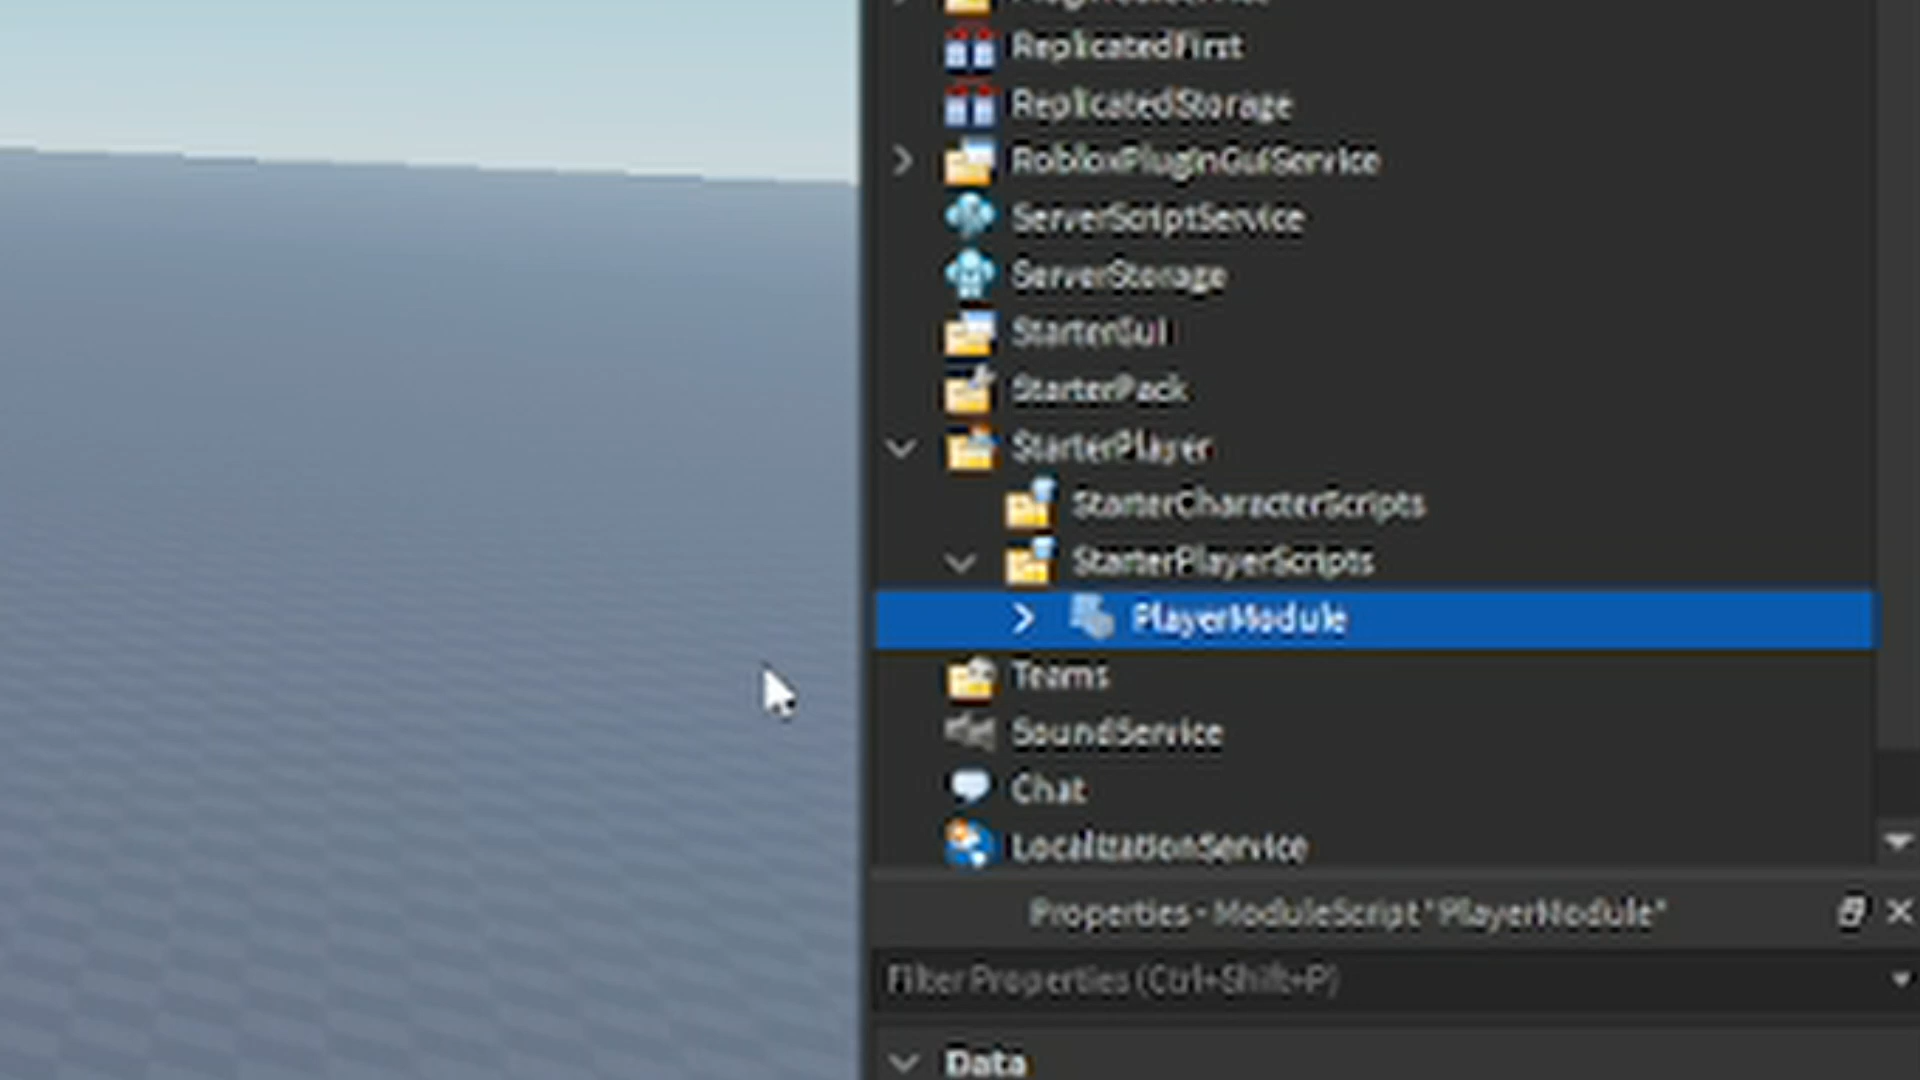 ReplicatedFirst
ReplicatedStorage
RobloxPluginGuiService
ServerScriptService
ServerStorage
StarterGui
StarterPack
StarterPlayer
StarterCharacterScripts
StarterPlayerScripts
PlayerModule
Teams
SoundService
Chat
LocalizationService
Properties - ModuleScript "PlayerModule"
Filter Properties (Ctrl+Shift+P)
Data